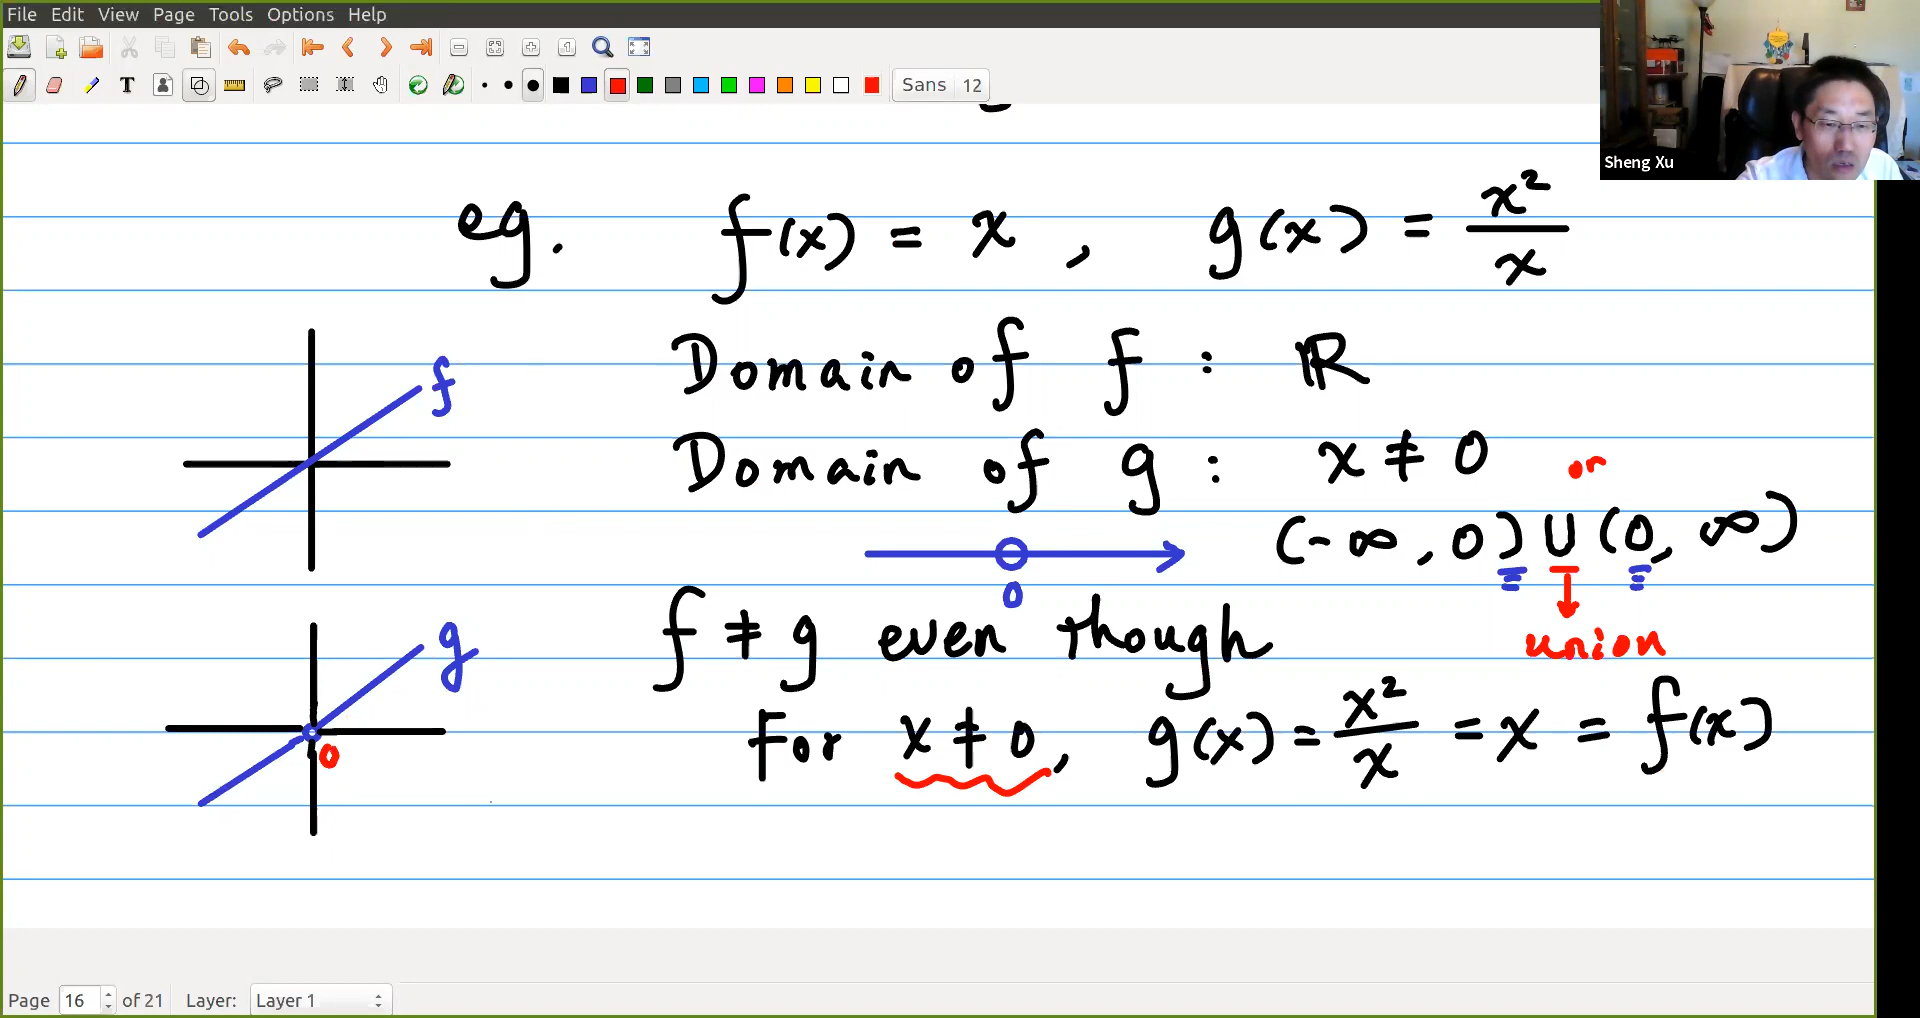 File Edit View Page Tools Options Help
Sans 12
Sheng Xu
eg. f(x) = x , g(x) = x²/x
Domain of f : ℝ
Domain of g : x ≠ 0 or
(-∞, 0) ∪ (0, ∞)
0
f ≠ g even though
union
For x ≠ 0, g(x) = x²/x = x = f(x)
f
g
0
Page 16 of 21 Layer: Layer 1